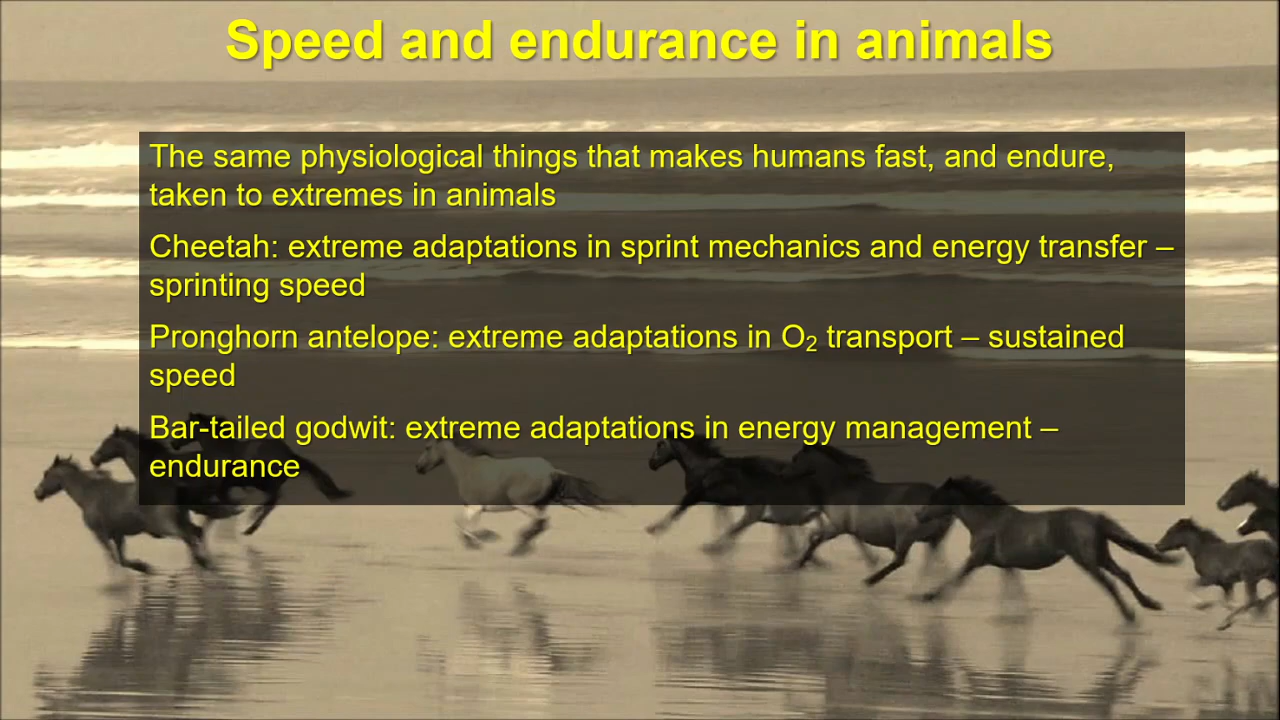 Speed and endurance in animals
The same physiological things that makes humans fast, and endure,
taken to extremes in animals
Cheetah: extreme adaptations in sprint mechanics and energy transfer –
sprinting speed
Pronghorn antelope: extreme adaptations in O₂ transport – sustained
speed
Bar-tailed godwit: extreme adaptations in energy management –
endurance